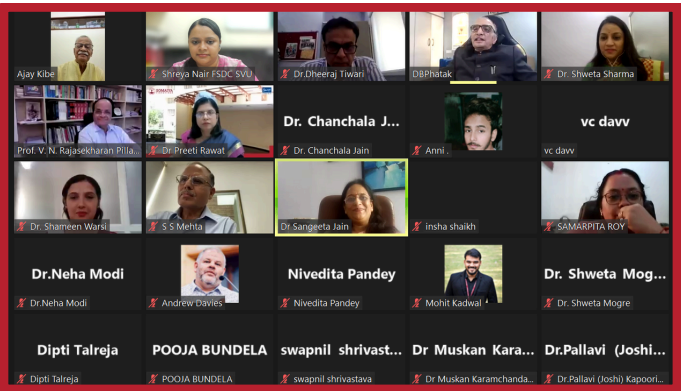 Ajay Kibe
Shreya Nair FSDC SVU
Dr.Dheeraj Tiwari
DBPhatak
Dr. Shweta Sharma
Prof. V. N. Rajasekharan Pilla...
SOMAIYA
Dr Preeti Rawat
Dr. Chanchala J...
Dr. Chanchala Jain
Anni .
vc davv
vc davv
Dr. Shameen Warsi
S S Mehta
Dr Sangeeta Jain
insha shaikh
SAMARPITA ROY
Dr.Neha Modi
Dr.Neha Modi
Andrew Davies
Nivedita Pandey
Nivedita Pandey
Mohit Kadwal
Dr. Shweta Mog...
Dr. Shweta Mogre
Dipti Talreja
Dipti Talreja
POOJA BUNDELA
POOJA BUNDELA
swapnil shrivast...
swapnil shrivastava
Dr Muskan Kara...
Dr Muskan Karamchanda...
Dr.Pallavi (Joshi...
Dr.Pallavi (Joshi) Kapoori...